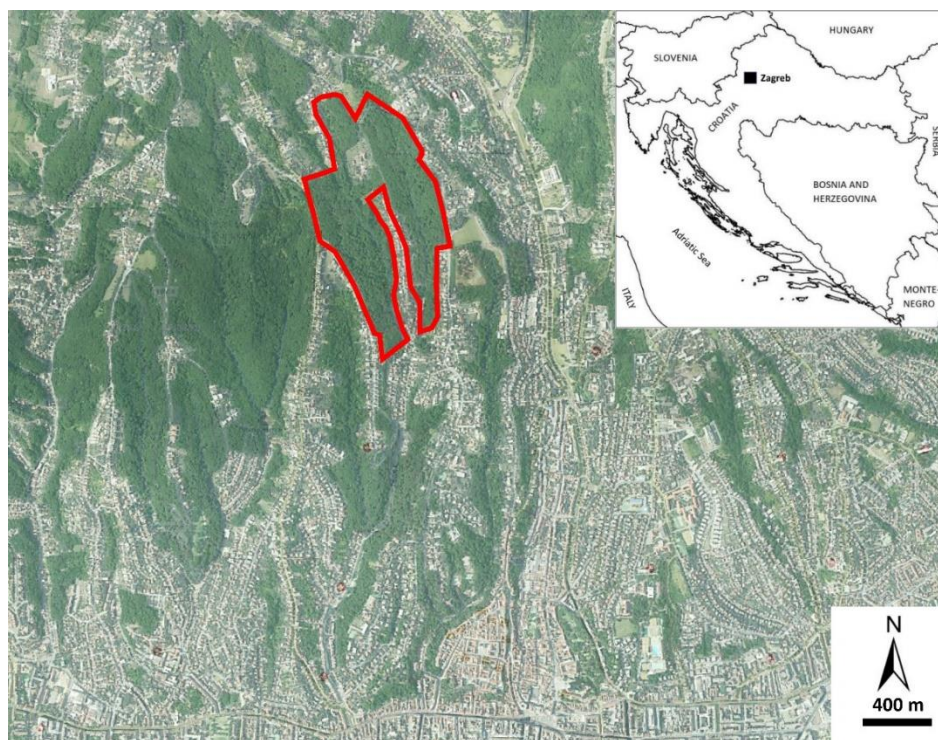 HUNGARY
SLOVENIA
Zagreb
CROATIA
SERBIA
BOSNIA AND
HERZEGOVINA
Adriatic Sea
ITALY
MONTE-
NEGRO
N
400 m